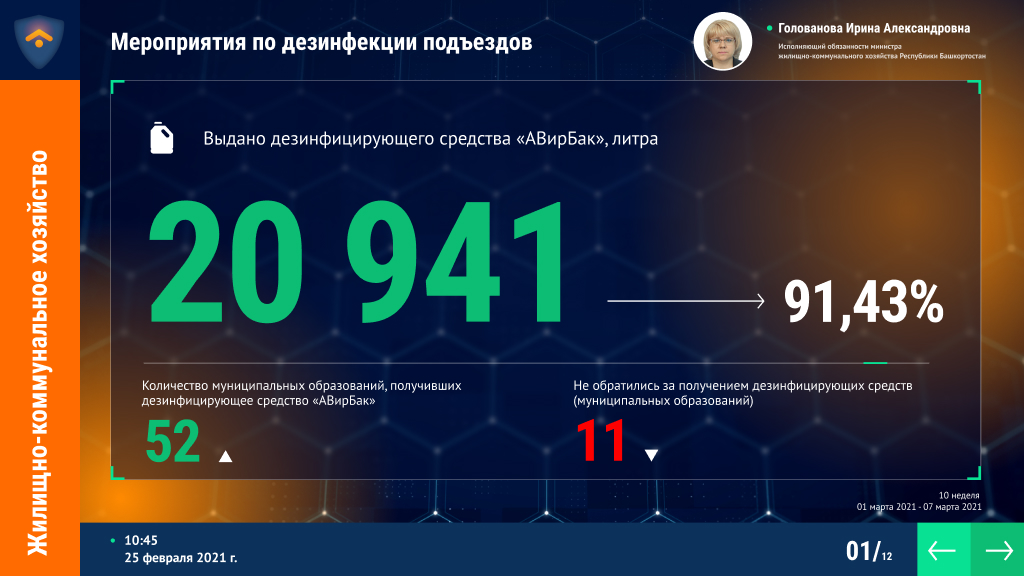 Мероприятия по дезинфекции подъездов
Голованова Ирина Александровна
Исполняющий обязанности министра
жилищно-коммунального хозяйства Республики Башкортостан
Жилищно-коммунальное хозяйство
Выдано дезинфицирующего средства «АВирБак», литра
20 941
91,43%
Количество муниципальных образований, получивших
дезинфицирующее средство «АВирБак»
52
Не обратились за получением дезинфицирующих средств
(муниципальных образований)
11
10 неделя
01 марта 2021 - 07 марта 2021
10:45
25 февраля 2021 г.
01/12